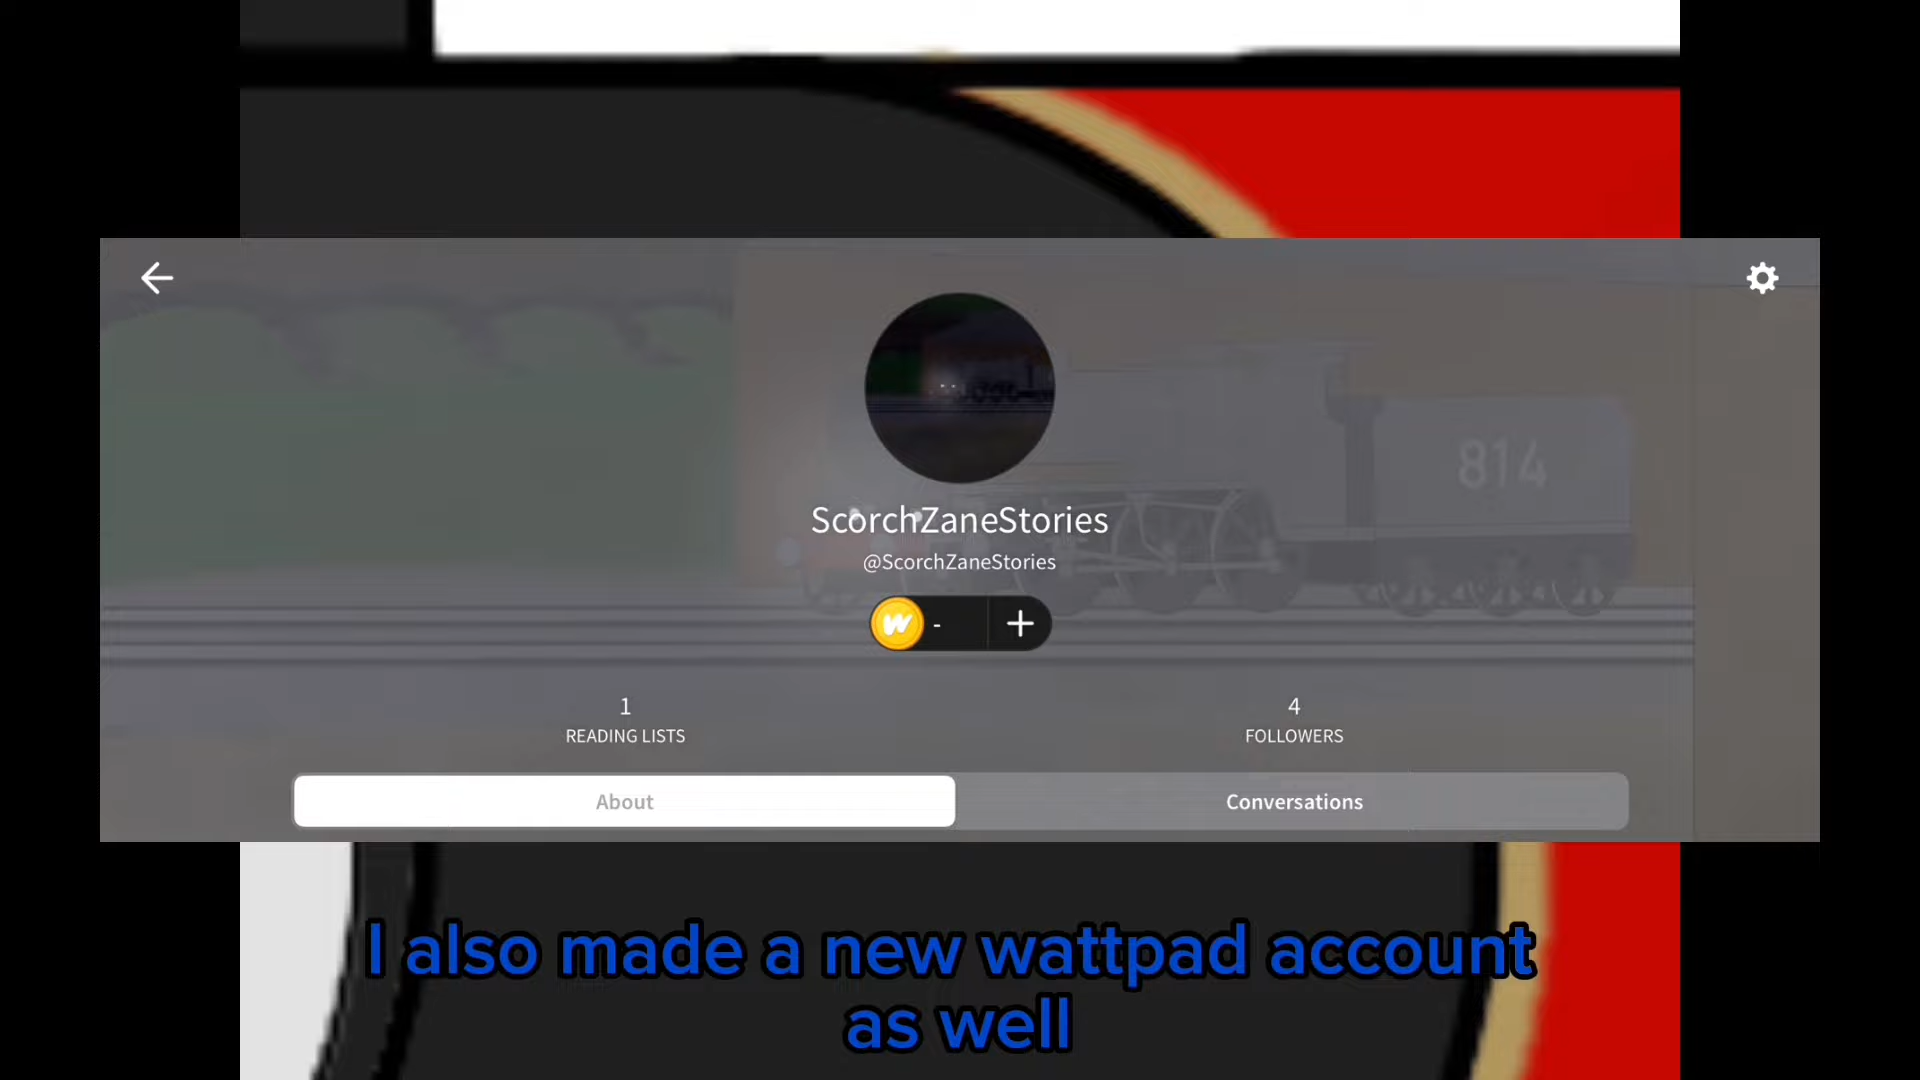 814
ScorchZaneStories
@ScorchZaneStories
W -
1
READING LISTS
4
FOLLOWERS
About
Conversations
I also made a new wattpad account
as well